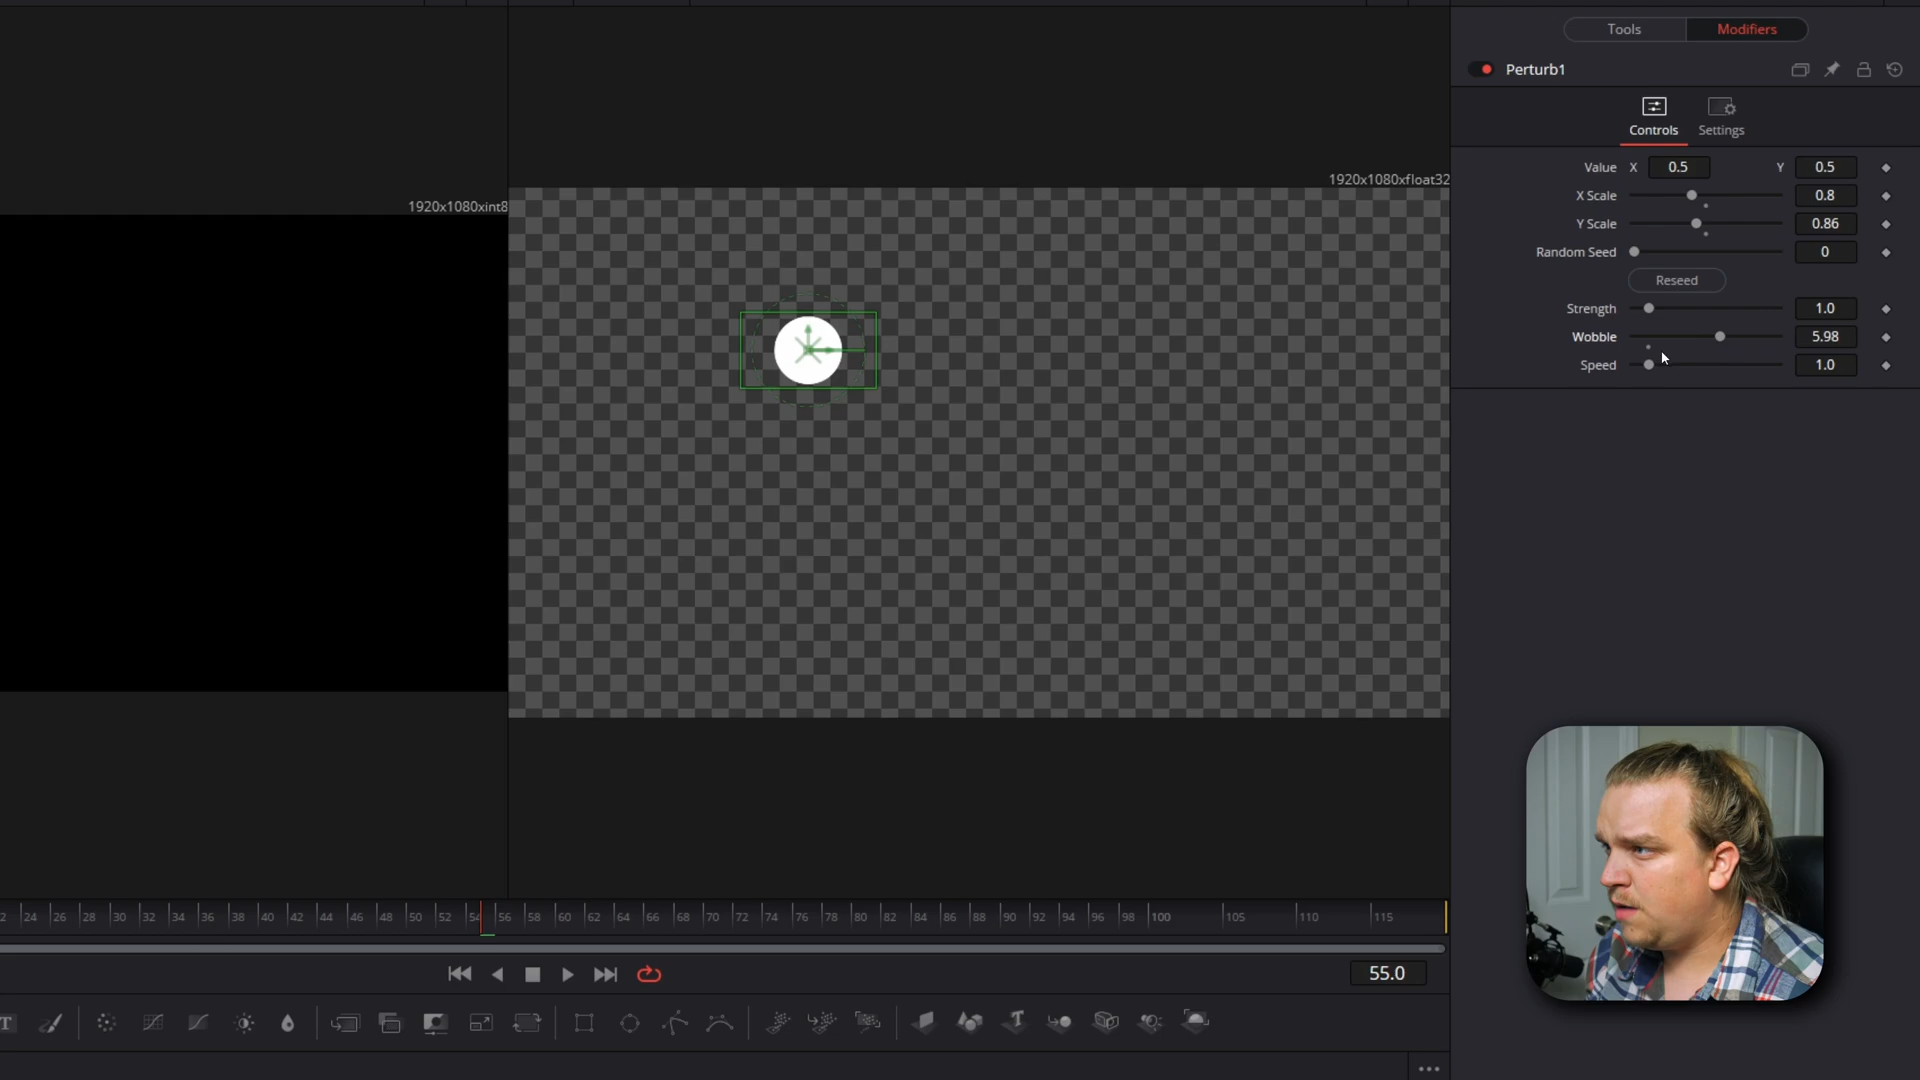 Tools
Modifiers
Perturb1
Controls
Settings
Value X 0.5 Y 0.5
X Scale 0.8
Y Scale 0.86
Random Seed 0
Reseed
Strength 1.0
Wobble 5.98
Speed 1.0
1920x1080xfloat32
1920x1080xint8
2 24 26 28 30 32 34 36 38 40 42 44 46 48 50 52 54 56 58 60 62 64 66 68 70 72 74 76 78 80 82 84 86 88 90 92 94 96 98 100 105 110 115
55.0